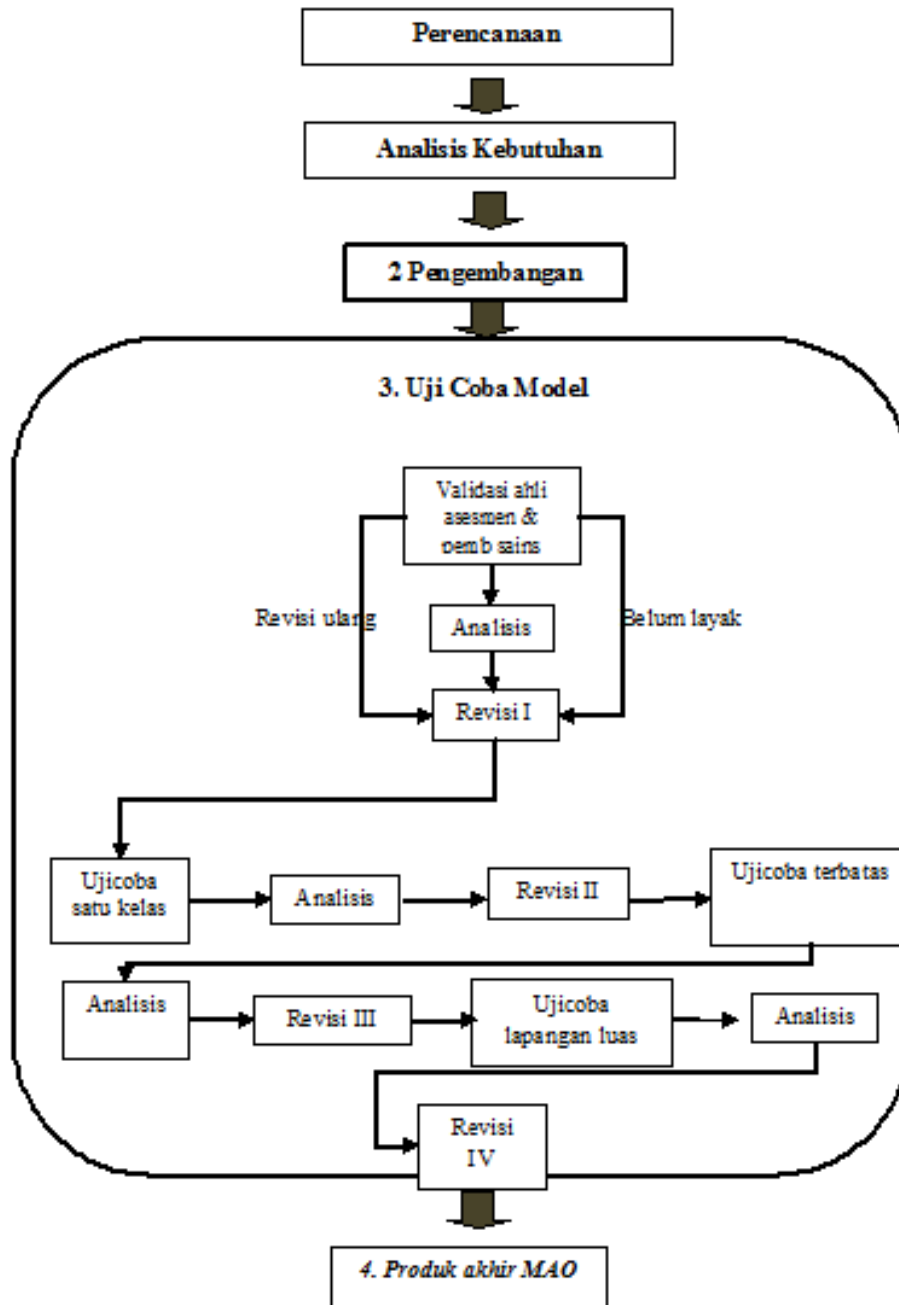 Perencanaan
Analisis Kebutuhan
2 Pengembangan
3. Uji Coba Model
Validasi ahli
asesmen &
pemb sains
Revisi ulang
Analisis
Belum layak
Revisi I
Ujicoba
satu kelas
Analisis
Revisi II
Ujicoba terbatas
Analisis
Revisi III
Ujicoba
lapangan luas
Analisis
Revisi
IV
4. Produk akhir MAO